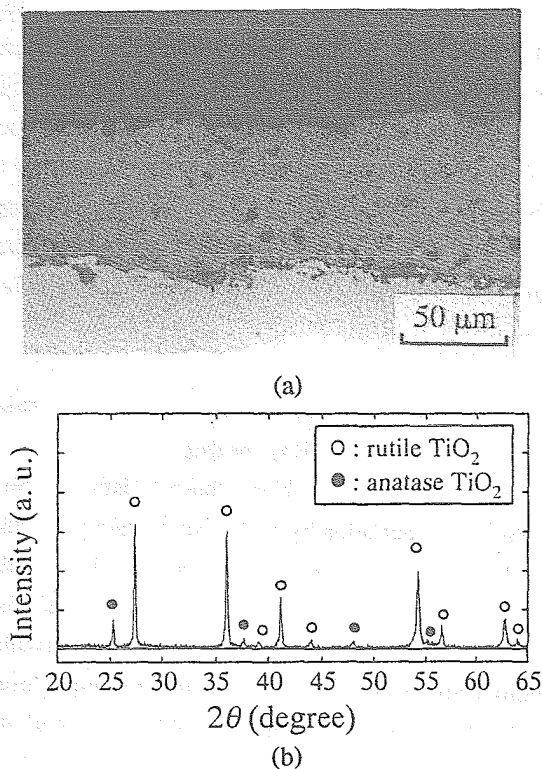 50 μm
(a)
○ : rutile TiO₂
● : anatase TiO₂
Intensity (a. u.)
20 25 30 35 40 45 50 55 60 65
2θ (degree)
(b)